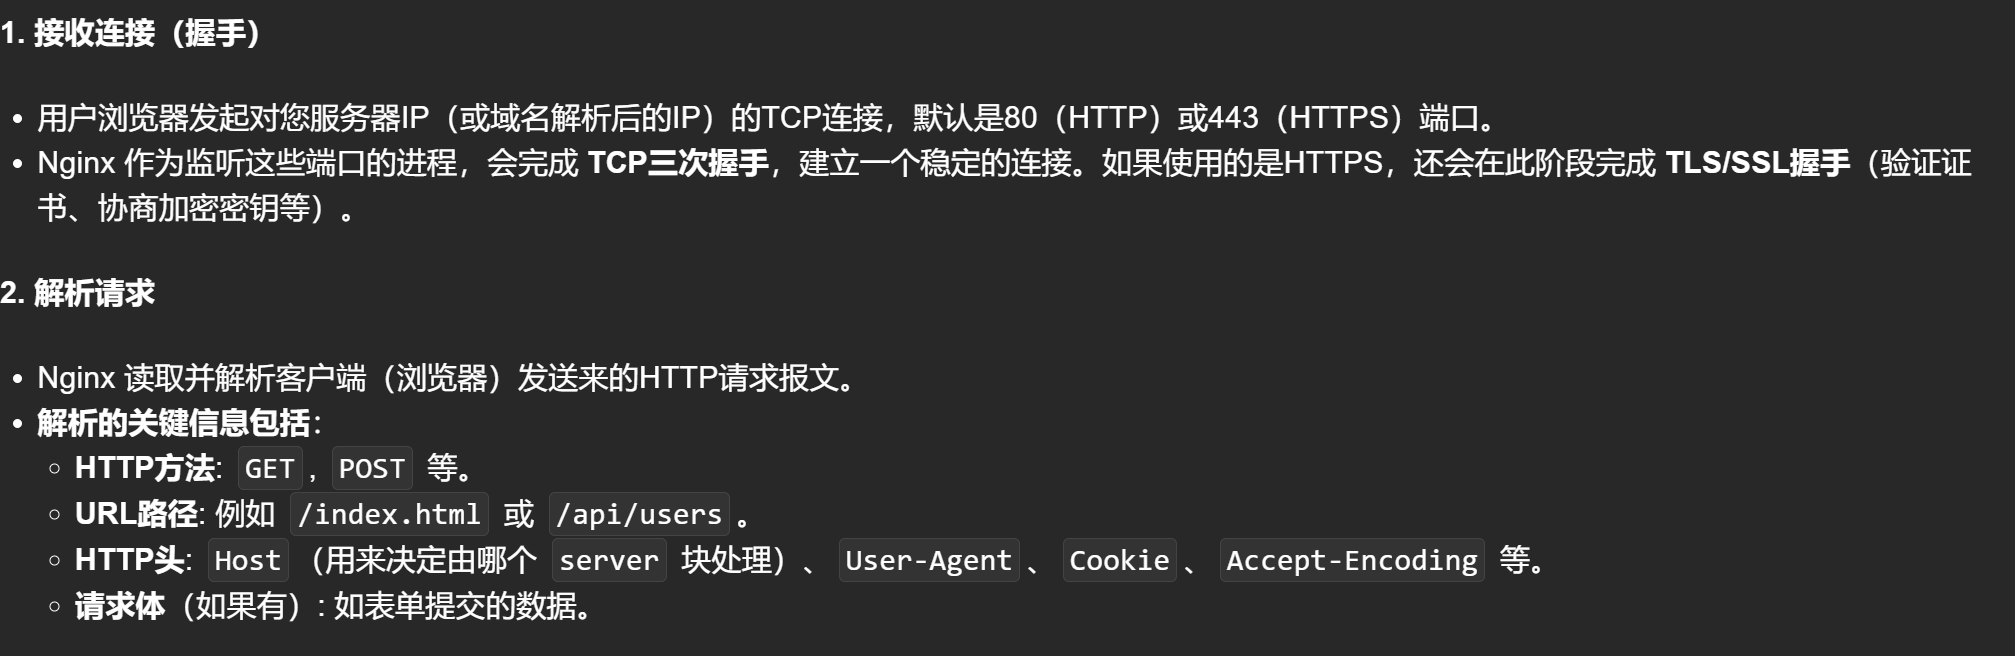 1. 接收连接（握手）
• 用户浏览器发起对您服务器IP（或域名解析后的IP）的TCP连接，默认是80（HTTP）或443（HTTPS）端口。
• Nginx 作为监听这些端口的进程，会完成 TCP三次握手，建立一个稳定的连接。如果使用的是HTTPS，还会在此阶段完成 TLS/SSL握手（验证证
书、协商加密密钥等）。
2. 解析请求
• Nginx 读取并解析客户端（浏览器）发送来的HTTP请求报文。
• 解析的关键信息包括：
○ HTTP方法: GET， POST 等。
○ URL路径: 例如 /index.html 或 /api/users 。
○ HTTP头: Host （用来决定由哪个 server 块处理）、 User-Agent 、 Cookie 、 Accept-Encoding 等。
○ 请求体（如果有）: 如表单提交的数据。